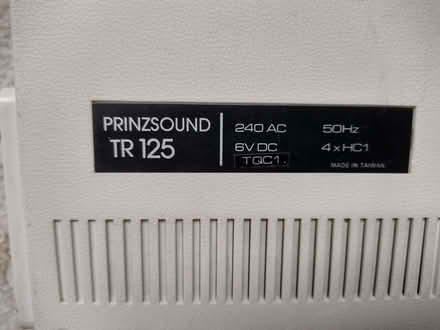 PRINZSOUND
TR 125
240 AC 50Hz
6V DC 4 x HC1
TQC1.
MADE IN TAIWAN